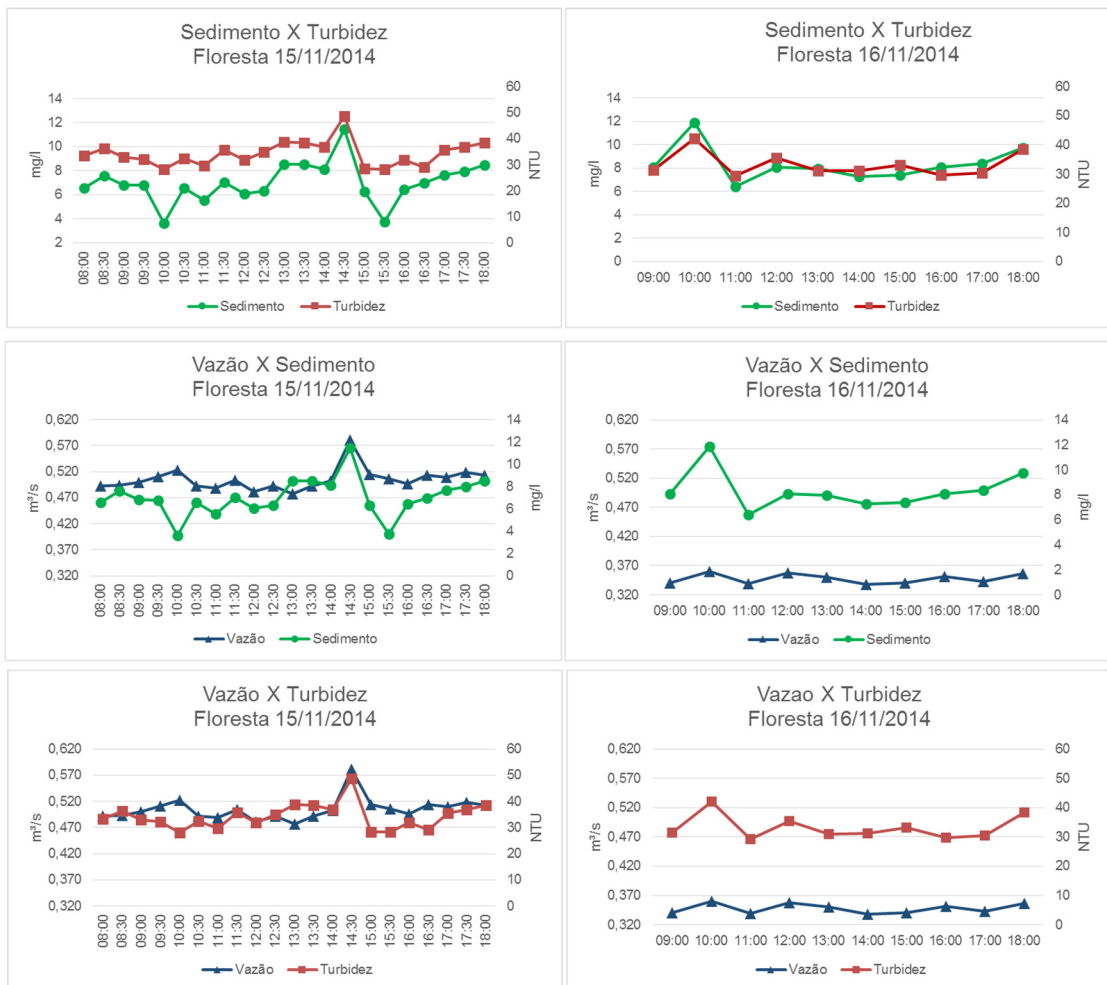 Sedimento X Turbidez
Floresta 15/11/2014
mg/l
14
12
10
8
6
4
2
60
50
40
30
20
10
0
NTU
08:00 08:30 09:00 09:30 10:00 10:30 11:00 11:30 12:00 12:30 13:00 13:30 14:00 14:30 15:00 15:30 16:00 16:30 17:00 17:30 18:00
Sedimento Turbidez
Sedimento X Turbidez
Floresta 16/11/2014
mg/l
14
12
10
8
6
4
2
0
60
50
40
30
20
10
0
NTU
09:00 10:00 11:00 12:00 13:00 14:00 15:00 16:00 17:00 18:00
Sedimento Turbidez
Vazão X Sedimento
Floresta 15/11/2014
m³/s
0,620
0,570
0,520
0,470
0,420
0,370
0,320
14
12
10
8
6
4
2
0
mg/l
08:00 08:30 09:00 09:30 10:00 10:30 11:00 11:30 12:00 12:30 13:00 13:30 14:00 14:30 15:00 15:30 16:00 16:30 17:00 17:30 18:00
Vazão Sedimento
Vazão X Sedimento
Floresta 16/11/2014
m³/s
0,620
0,570
0,520
0,470
0,420
0,370
0,320
14
12
10
8
6
4
2
0
mg/l
09:00 10:00 11:00 12:00 13:00 14:00 15:00 16:00 17:00 18:00
Vazão Sedimento
Vazão X Turbidez
Floresta 15/11/2014
m³/s
0,620
0,570
0,520
0,470
0,420
0,370
0,320
60
50
40
30
20
10
0
NTU
08:00 08:30 09:00 09:30 10:00 10:30 11:00 11:30 12:00 12:30 13:00 13:30 14:00 14:30 15:00 15:30 16:00 16:30 17:00 17:30 18:00
Vazão Turbidez
Vazao X Turbidez
Floresta 16/11/2014
m³/s
0,620
0,570
0,520
0,470
0,420
0,370
0,320
60
50
40
30
20
10
0
NTU
09:00 10:00 11:00 12:00 13:00 14:00 15:00 16:00 17:00 18:00
Vazão Turbidez